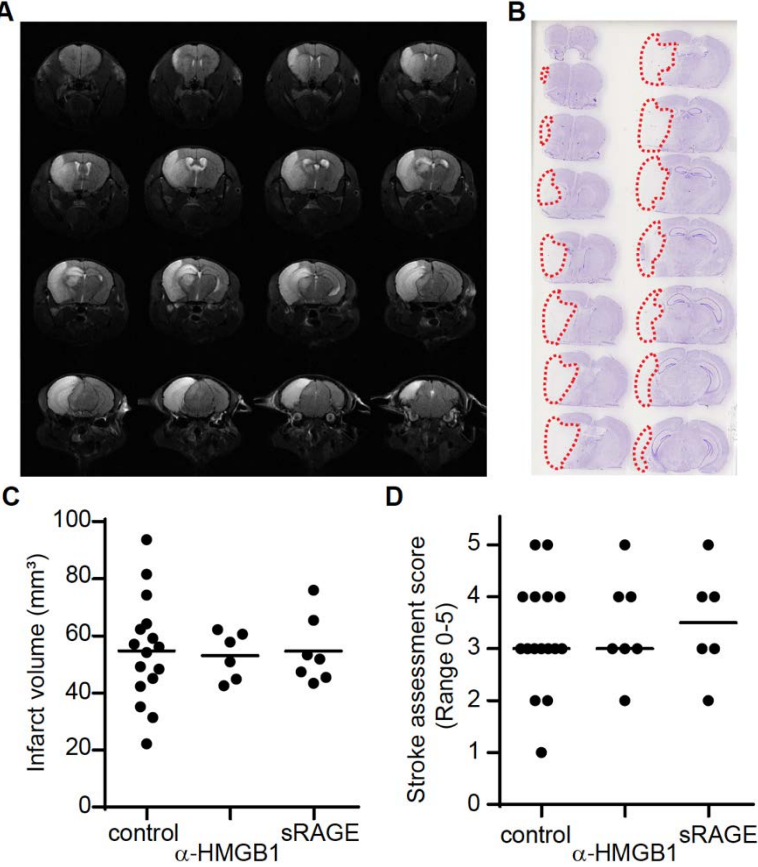 A
B
C
D
Infarct volume (mm³)
100
80
60
40
20
0
control
α-HMGB1
sRAGE
Stroke assessment score
(Range 0-5)
5
4
3
2
1
0
control
α-HMGB1
sRAGE